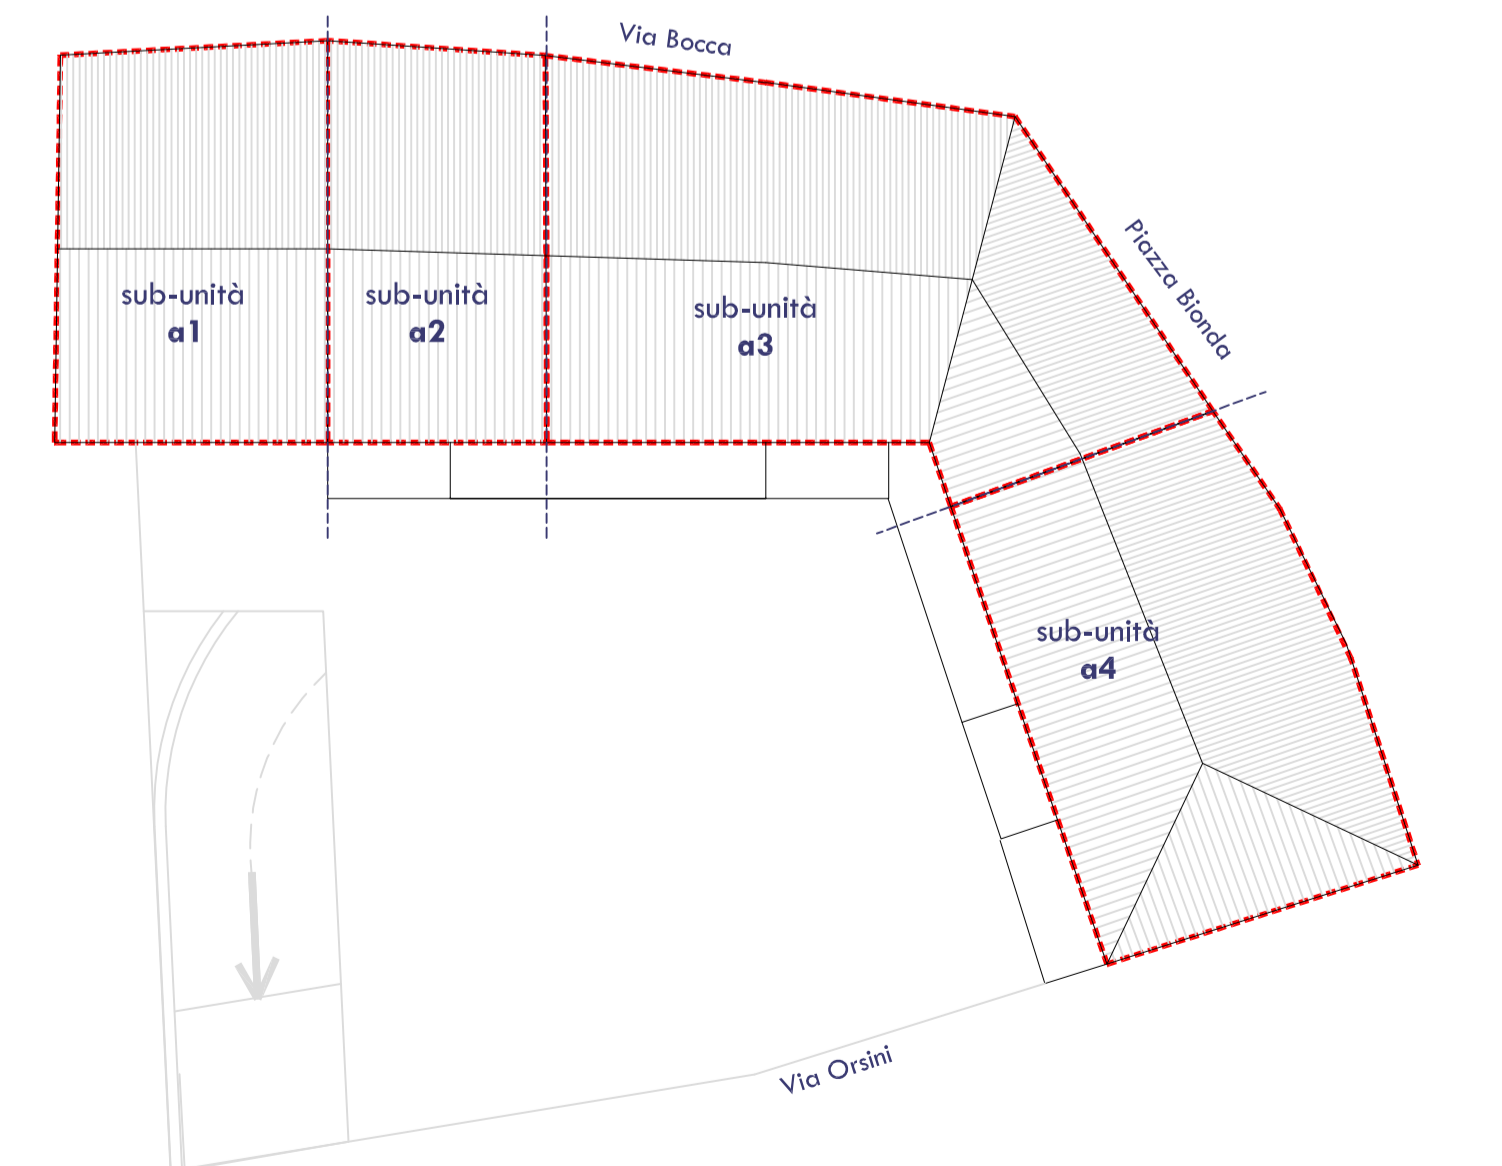 Via Bocca
Piazza Bionda
sub-unità
a1
sub-unità
a2
sub-unità
a3
sub-unità
a4
Via Orsini